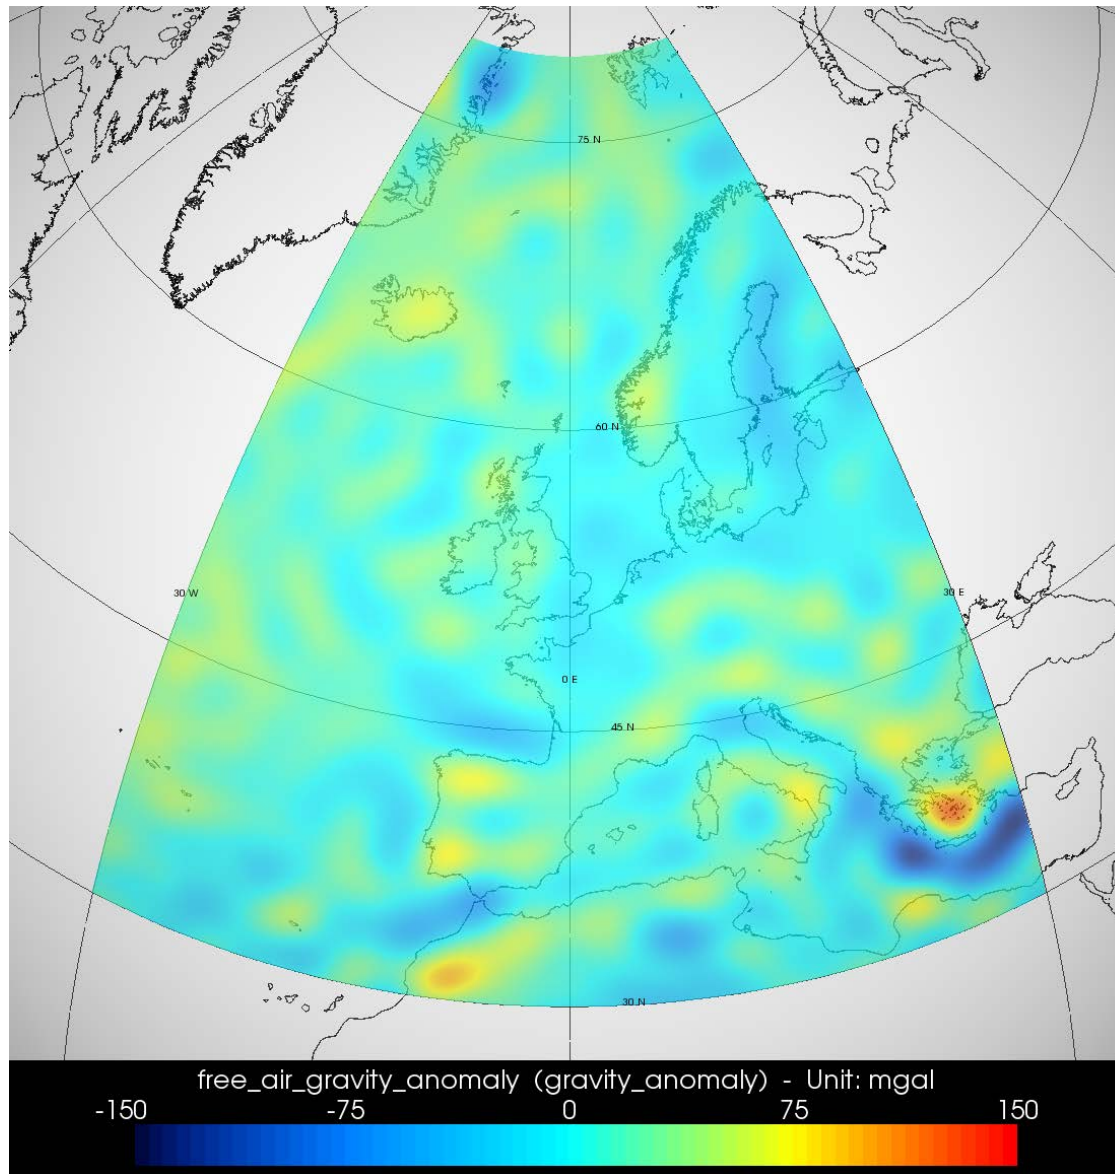 75 N
60 N
30 W
30 E
0 E
45 N
30 N
free_air_gravity_anomaly (gravity_anomaly) - Unit: mgal
-150 -75 0 75 150